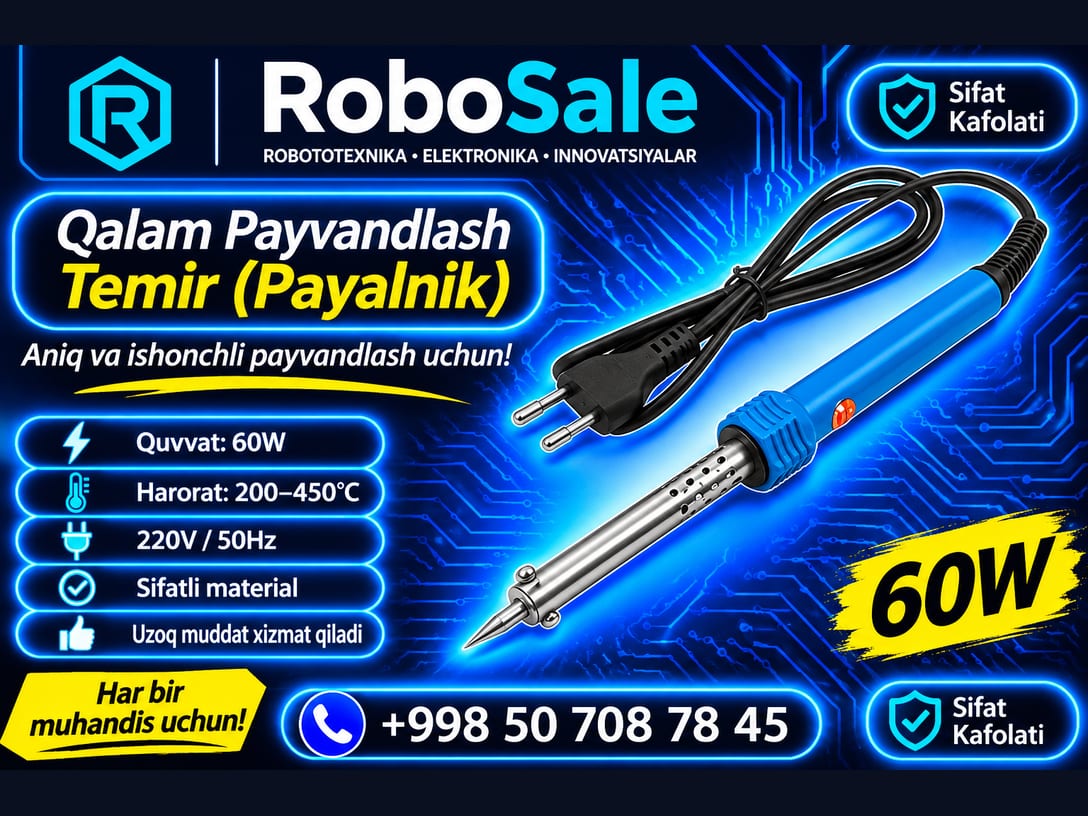 R
RoboSale
ROBOTOTEXNIKA • ELEKTRONIKA • INNOVATSIYALAR
Sifat
Kafolati
Qalam Payvandlash
Temir (Payalnik)
Aniq va ishonchli payvandlash uchun!
Quvvat: 60W
Harorat: 200–450°C
220V / 50Hz
Sifatli material
Uzoq muddat xizmat qiladi
60W
Har bir
muhandis uchun!
+998 50 708 78 45
Sifat
Kafolati